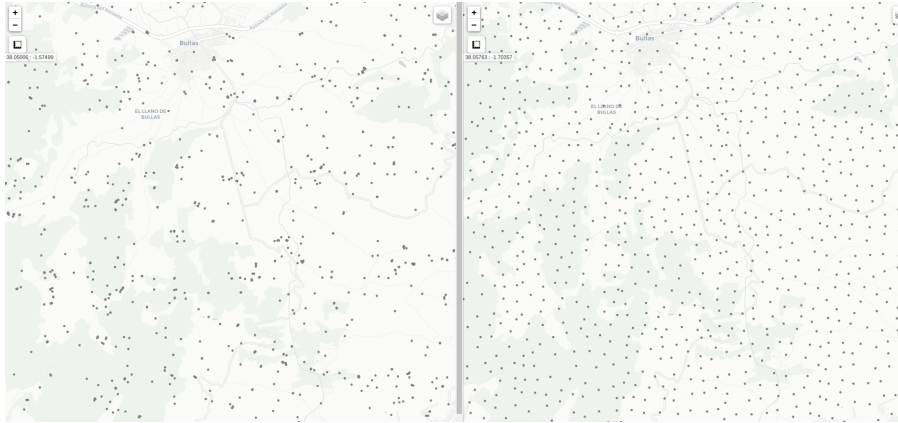 +
−
38.05006 : -1.57499
Bullas
EL LLANO DE
BULLAS
+
−
38.05763 : -1.70357
Bullas
EL LLANO DE
BULLAS